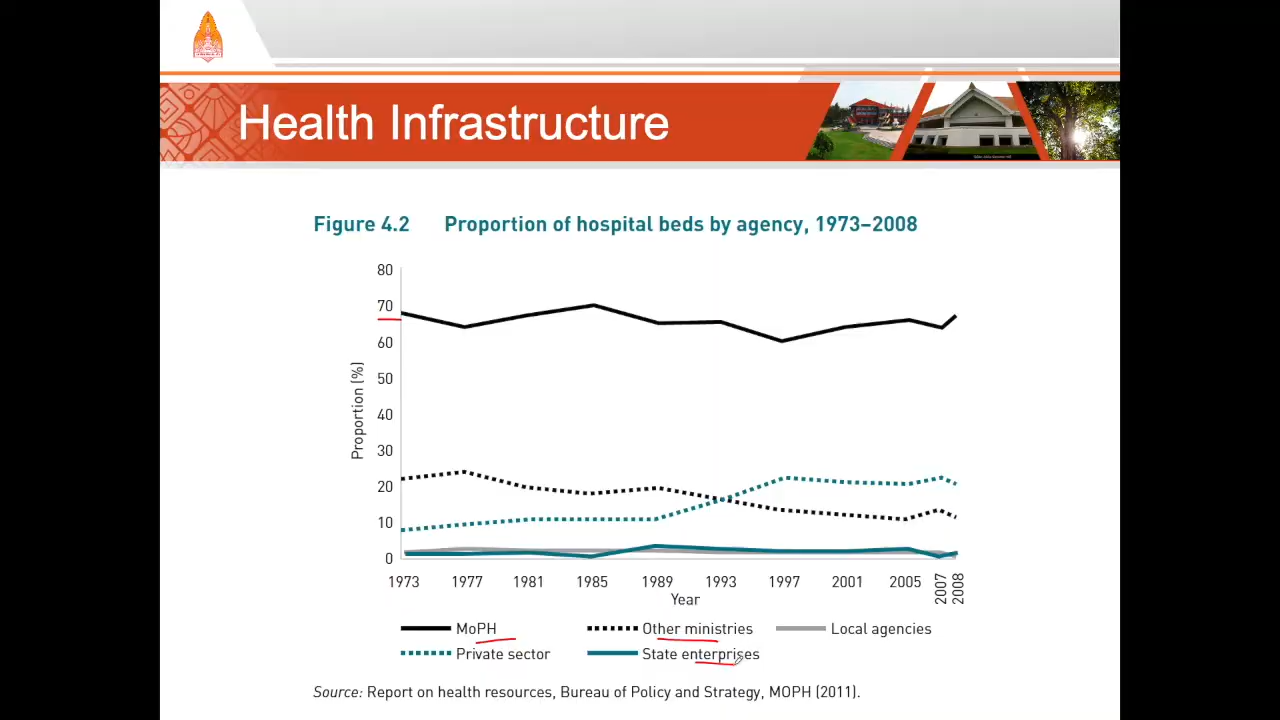 Health Infrastructure
Figure 4.2 Proportion of hospital beds by agency, 1973–2008
80
70
60
50
40
30
20
10
0
Proportion (%)
1973 1977 1981 1985 1989 1993 1997 2001 2005 2007 2008
Year
MoPH Other ministries Local agencies
Private sector State enterprises
Source: Report on health resources, Bureau of Policy and Strategy, MOPH (2011).